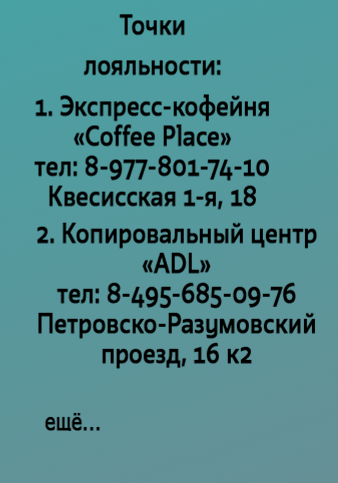 Точки
лояльности:
1. Экспресс-кофейня
«Coffee Place»
тел: 8-977-801-74-10
Квесисская 1-я, 18
2. Копировальный центр
«ADL»
тел: 8-495-685-09-76
Петровско-Разумовский
проезд, 16 к2
ещё...